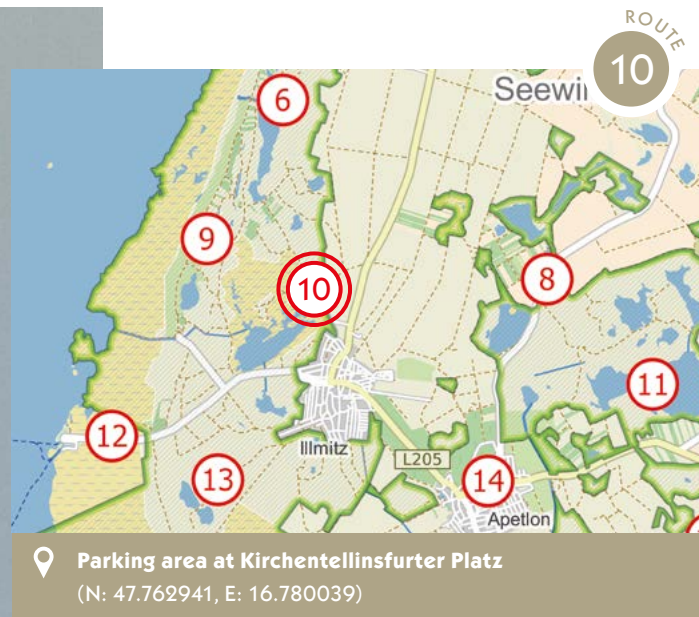 ROUTE
10
6
Seewi
9
10
8
11
12
Illmitz
L205
13
14
Apetlon
Parking area at Kirchentellinsfurter Platz
(N: 47.762941, E: 16.780039)